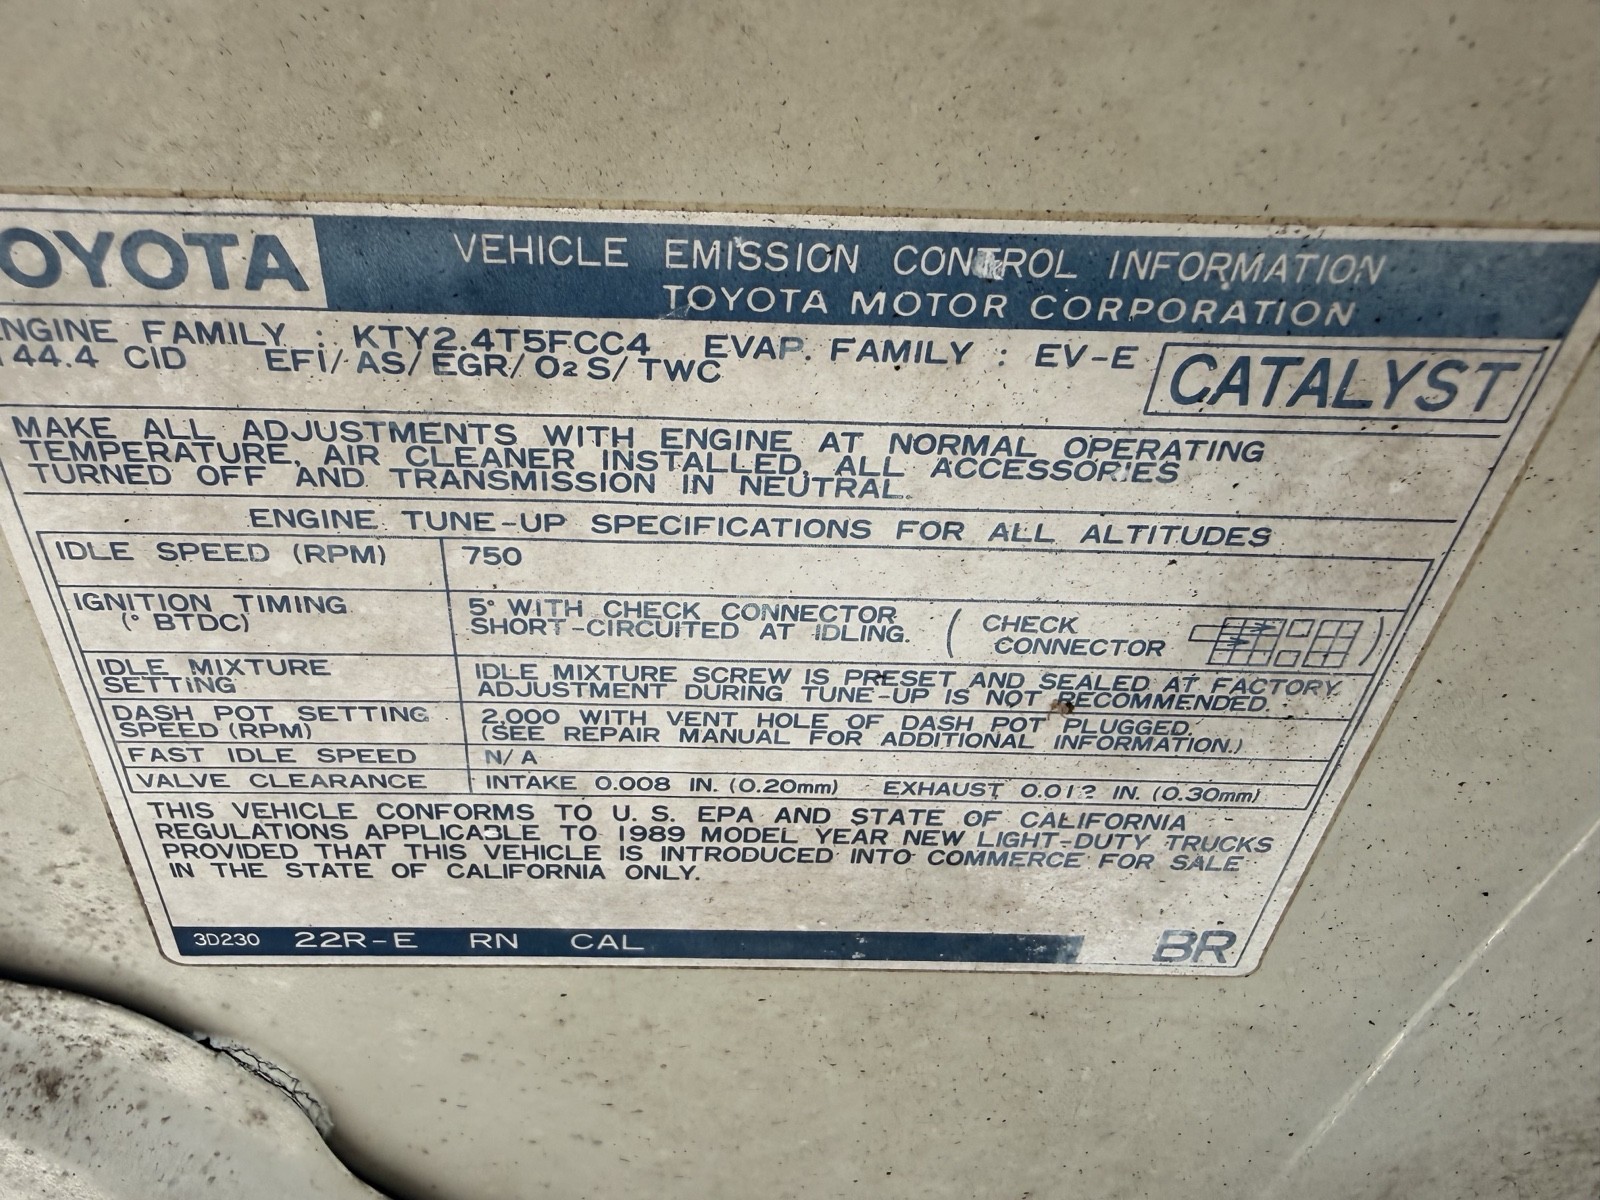 OYOTA VEHICLE EMISSION CONTROL INFORMATION
TOYOTA MOTOR CORPORATION
NGINE FAMILY : KTY2.4T5FCC4 EVAP. FAMILY : EV-E
144.4 CID EFI/AS/EGR/O2S/TWC
CATALYST
MAKE ALL ADJUSTMENTS WITH ENGINE AT NORMAL OPERATING
TEMPERATURE, AIR CLEANER INSTALLED, ALL ACCESSORIES
TURNED OFF AND TRANSMISSION IN NEUTRAL.
ENGINE TUNE-UP SPECIFICATIONS FOR ALL ALTITUDES
IDLE SPEED (RPM) 750
IGNITION TIMING
(° BTDC)
5° WITH CHECK CONNECTOR
SHORT-CIRCUITED AT IDLING.
( CHECK
CONNECTOR )
IDLE MIXTURE
SETTING
IDLE MIXTURE SCREW IS PRESET AND SEALED AT FACTORY.
ADJUSTMENT DURING TUNE-UP IS NOT RECOMMENDED.
DASH POT SETTING
SPEED (RPM)
2,000 WITH VENT HOLE OF DASH POT PLUGGED.
(SEE REPAIR MANUAL FOR ADDITIONAL INFORMATION.)
FAST IDLE SPEED N/A
VALVE CLEARANCE INTAKE 0.008 IN. (0.20mm) EXHAUST 0.012 IN. (0.30mm)
THIS VEHICLE CONFORMS TO U. S. EPA AND STATE OF CALIFORNIA
REGULATIONS APPLICABLE TO 1989 MODEL YEAR NEW LIGHT-DUTY TRUCKS
PROVIDED THAT THIS VEHICLE IS INTRODUCED INTO COMMERCE FOR SALE
IN THE STATE OF CALIFORNIA ONLY.
3D230 22R-E RN CAL BR